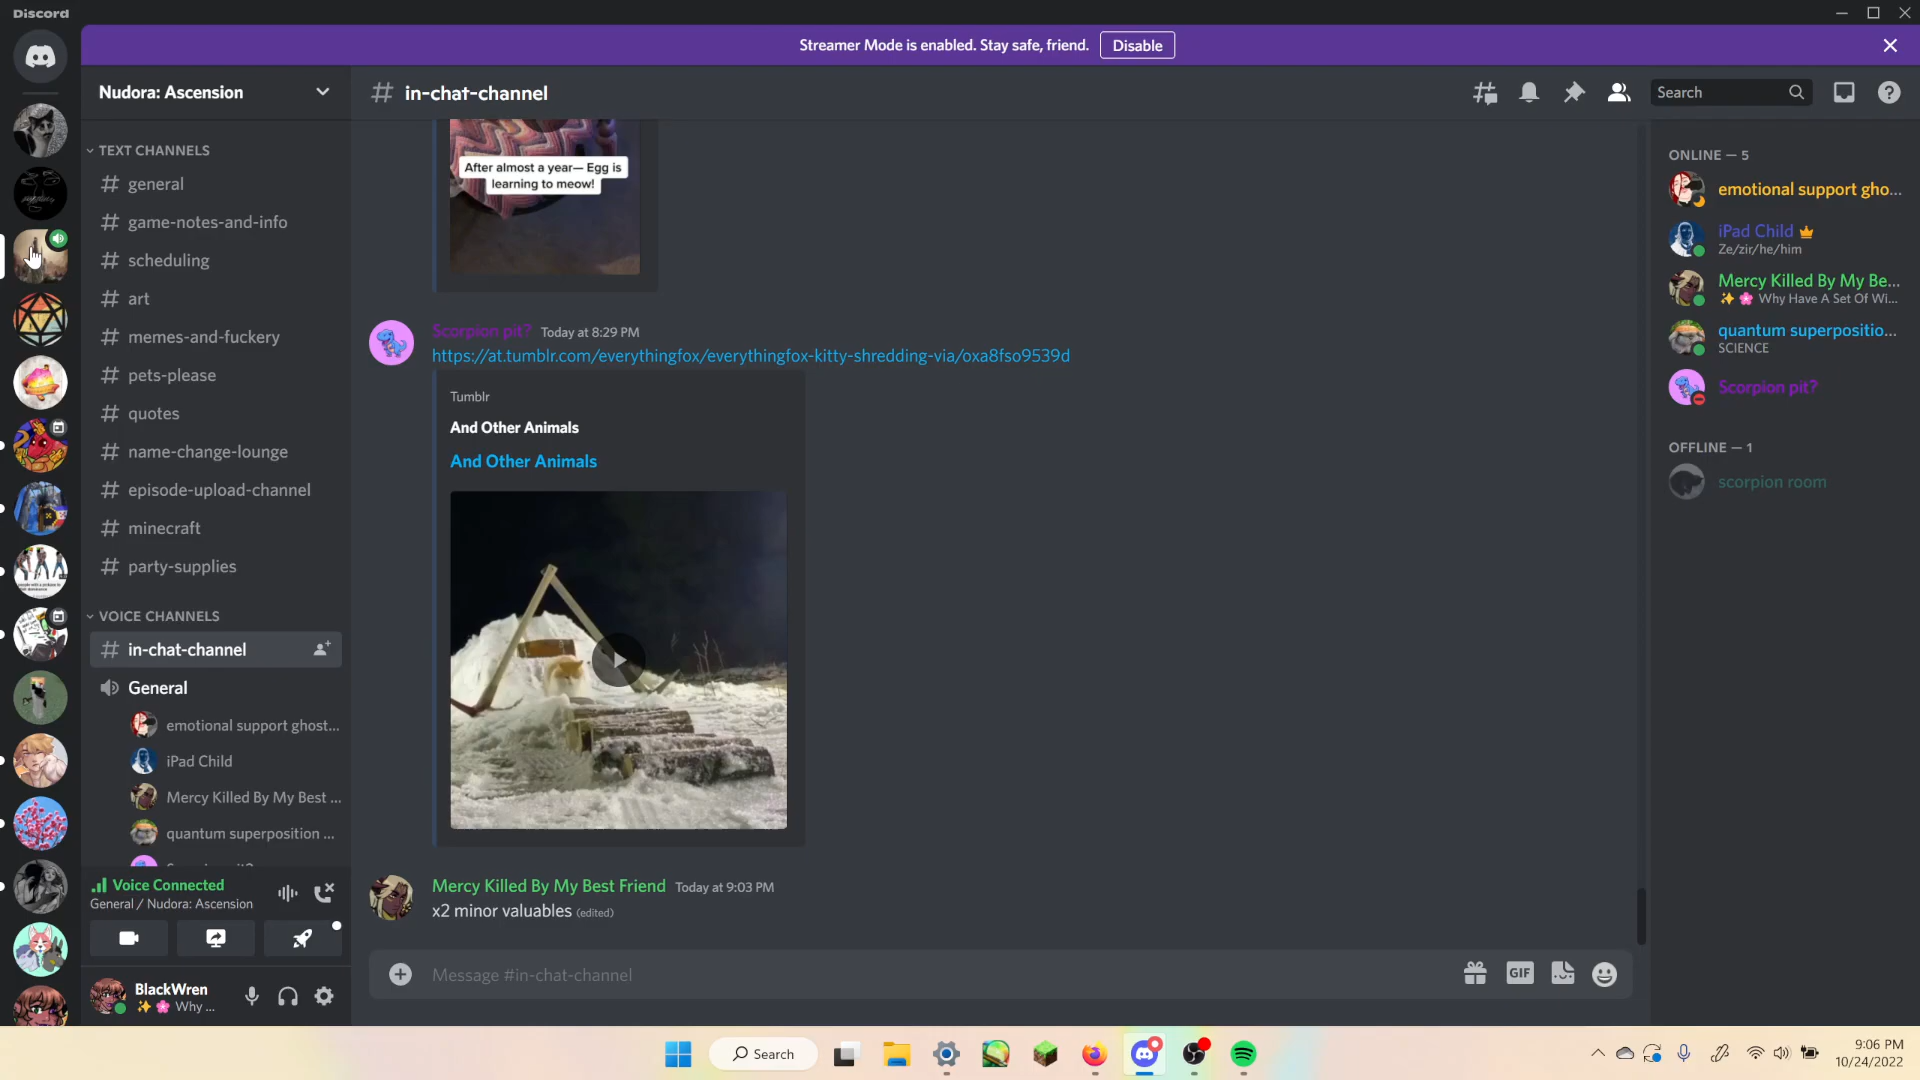 Discord
Streamer Mode is enabled. Stay safe, friend.
Disable
Nudora: Ascension
in-chat-channel
Search
TEXT CHANNELS
general
game-notes-and-info
scheduling
art
memes-and-fuckery
pets-please
quotes
name-change-lounge
episode-upload-channel
minecraft
party-supplies
VOICE CHANNELS
in-chat-channel
General
emotional support ghost...
iPad Child
Mercy Killed By My Best ...
quantum superposition ...
Voice Connected
General / Nudora: Ascension
BlackWren
Why ...
After almost a year— Egg is
learning to meow!
Scorpion pit? Today at 8:29 PM
https://at.tumblr.com/everythingfox/everythingfox-kitty-shredding-via/oxa8fso9539d
Tumblr
And Other Animals
And Other Animals
Mercy Killed By My Best Friend Today at 9:03 PM
x2 minor valuables (edited)
Message #in-chat-channel
GIF
ONLINE — 5
emotional support gho...
iPad Child
Ze/zir/he/him
Mercy Killed By My Be...
Why Have A Set Of Wi...
quantum superpositio...
SCIENCE
Scorpion pit?
OFFLINE — 1
scorpion room
Search
9:06 PM
10/24/2022